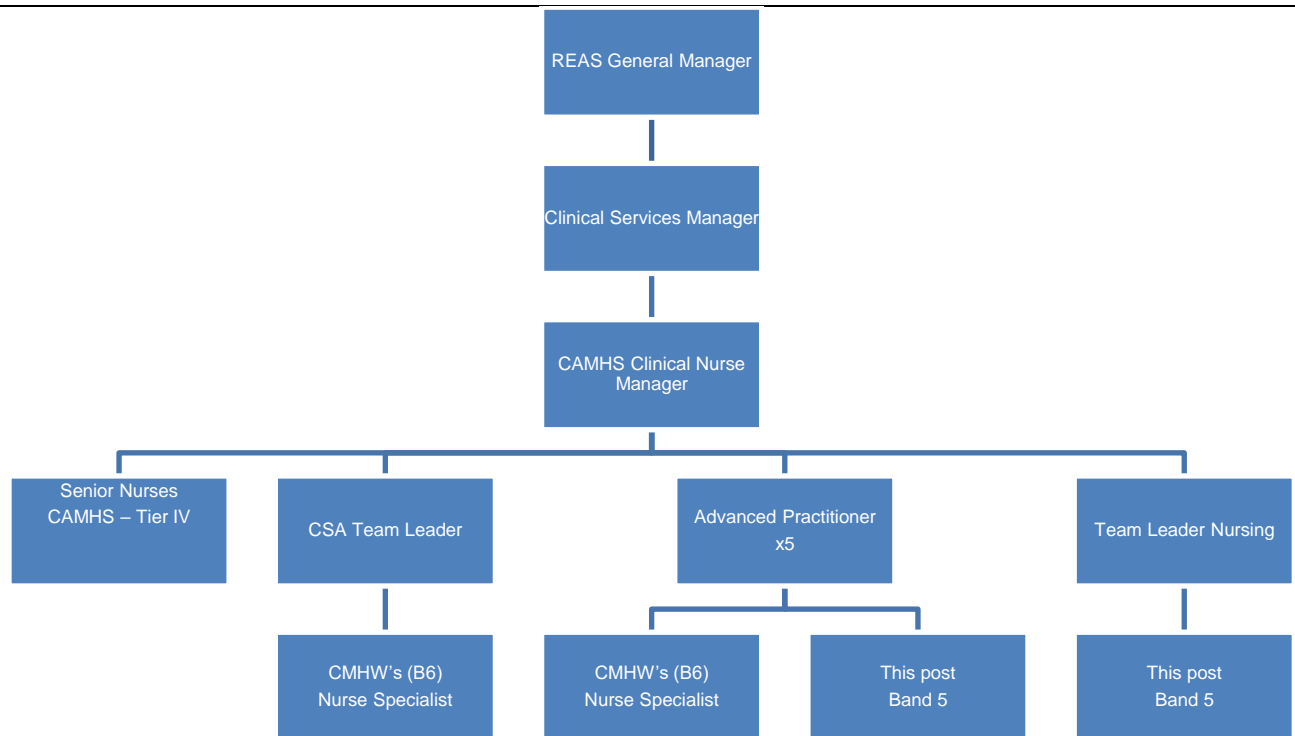 REAS General Manager
Clinical Services Manager
CAMHS Clinical Nurse
Manager
Senior Nurses
CAMHS – Tier IV
CSA Team Leader
Advanced Practitioner
x5
Team Leader Nursing
CMHW’s (B6)
Nurse Specialist
CMHW’s (B6)
Nurse Specialist
This post
Band 5
This post
Band 5